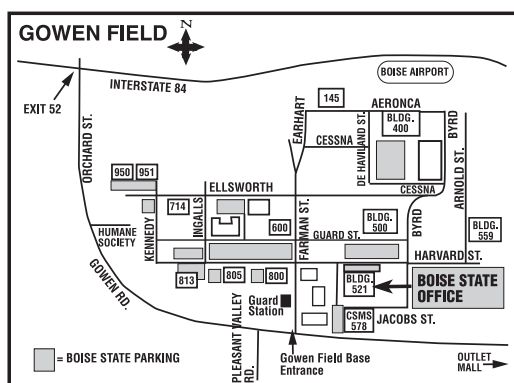 GOWEN FIELD
N
BOISE AIRPORT
INTERSTATE 84
EXIT 52
ORCHARD ST.
145
AERONCA
EARHART
CESSNA
DE HAVILAND ST.
BLDG.
400
BYRD
ARNOLD ST.
950
951
ELLSWORTH
CESSNA
KENNEDY
714
INGALLS
600
FARMAN ST.
GUARD ST.
BLDG.
500
BYRD
BLDG.
559
HUMANE
SOCIETY
GOWEN RD.
HARVARD ST.
813
805
800
BLDG.
521
BOISE STATE
OFFICE
Guard
Station
CSMS
578
JACOBS ST.
PLEASANT VALLEY
RD.
Gowen Field Base
Entrance
OUTLET
MALL
= BOISE STATE PARKING